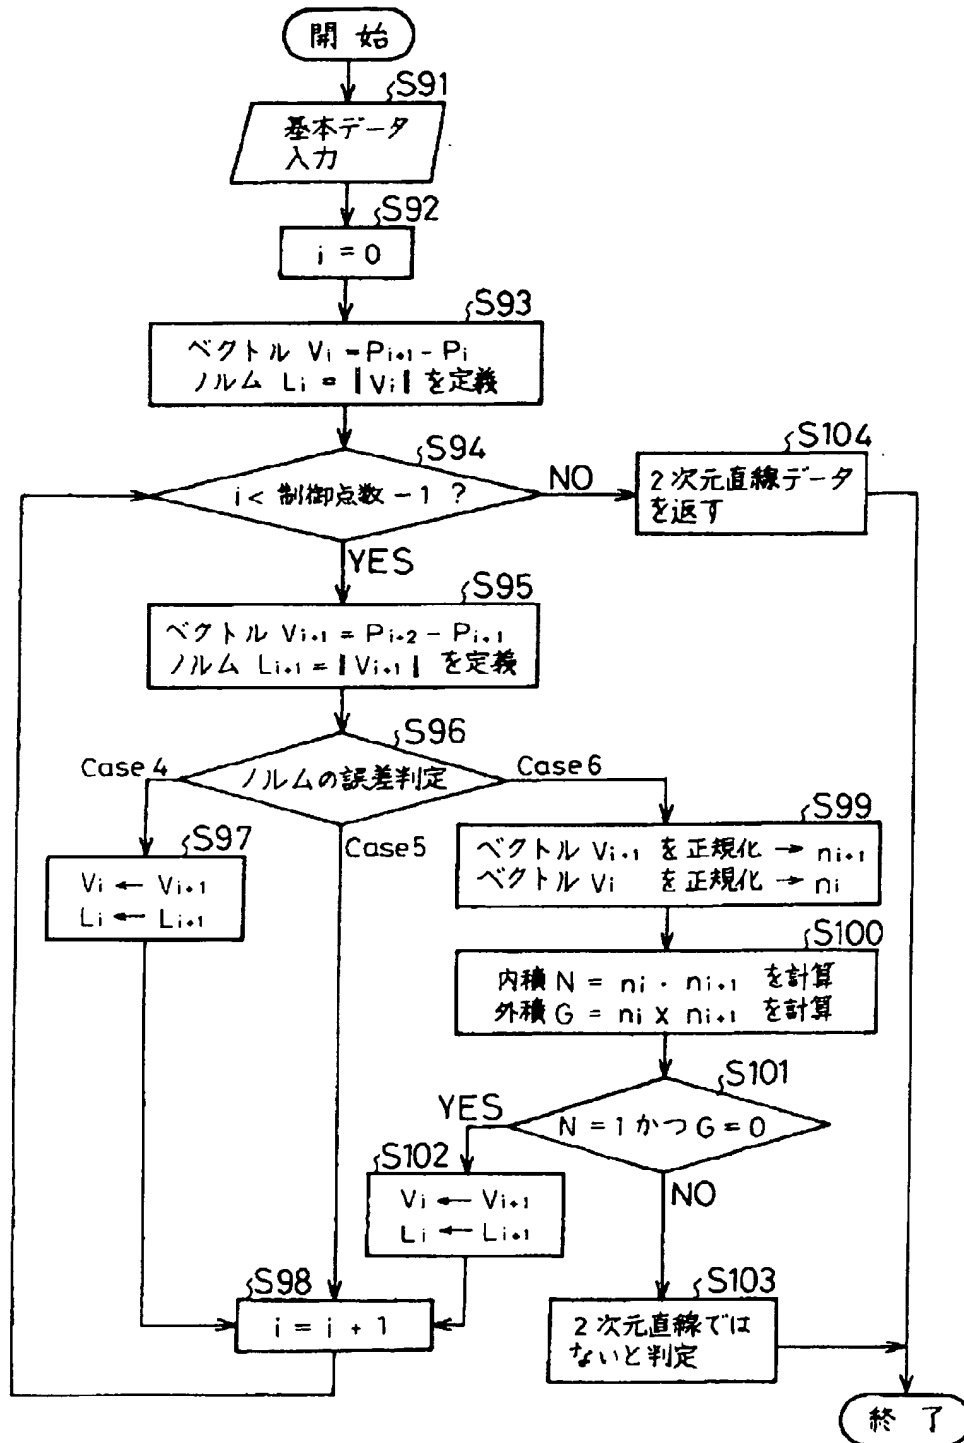 開始
S91
基本データ
入力
S92
i = 0
S93
ベクトル Vi = Pi+1 - Pi
ノルム Li = |Vi| を定義
S94
i < 制御点数 - 1 ?
NO
S104
2次元直線データ
を返す
YES
S95
ベクトル Vi+1 = Pi+2 - Pi+1
ノルム Li+1 = |Vi+1| を定義
S96
ノルムの誤差判定
Case 4
Case 6
Case 5
S97
Vi ← Vi+1
Li ← Li+1
S99
ベクトル Vi+1 を正規化 → ni+1
ベクトル Vi を正規化 → ni
S100
内積 N = ni · ni+1 を計算
外積 G = ni × ni+1 を計算
S101
N = 1 かつ G = 0
YES
NO
S102
Vi ← Vi+1
Li ← Li+1
S98
i = i + 1
S103
2次元直線では
ないと判定
終了